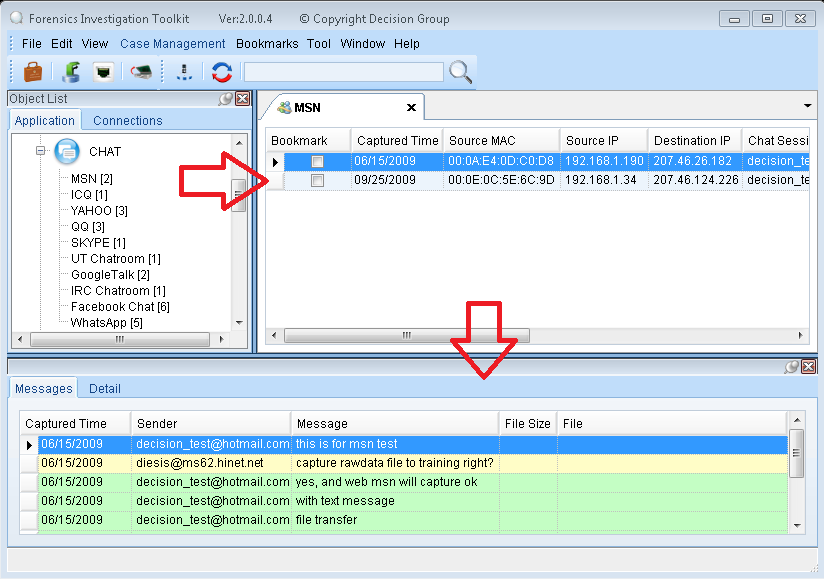 Forensics Investigation Toolkit Ver:2.0.0.4 © Copyright Decision Group
File Edit View Case Management Bookmarks Tool Window Help
Object List
Application Connections
CHAT
MSN [2]
ICQ [1]
YAHOO [3]
QQ [3]
SKYPE [1]
UT Chatroom [1]
GoogleTalk [2]
IRC Chatroom [1]
Facebook Chat [6]
WhatsApp [5]
MSN
Bookmark Captured Time Source MAC Source IP Destination IP Chat Sessi
06/15/2009 00:0A:E4:0D:C0:D8 192.168.1.190 207.46.26.182 decision_te
09/25/2009 00:0E:0C:5E:6C:9D 192.168.1.34 207.46.124.226 decision_te
Messages Detail
Captured Time Sender Message File Size File
06/15/2009 decision_test@hotmail.com this is for msn test
06/15/2009 diesis@ms62.hinet.net capture rawdata file to training right?
06/15/2009 decision_test@hotmail.com yes, and web msn will capture ok
06/15/2009 decision_test@hotmail.com with text message
06/15/2009 decision_test@hotmail.com file transfer